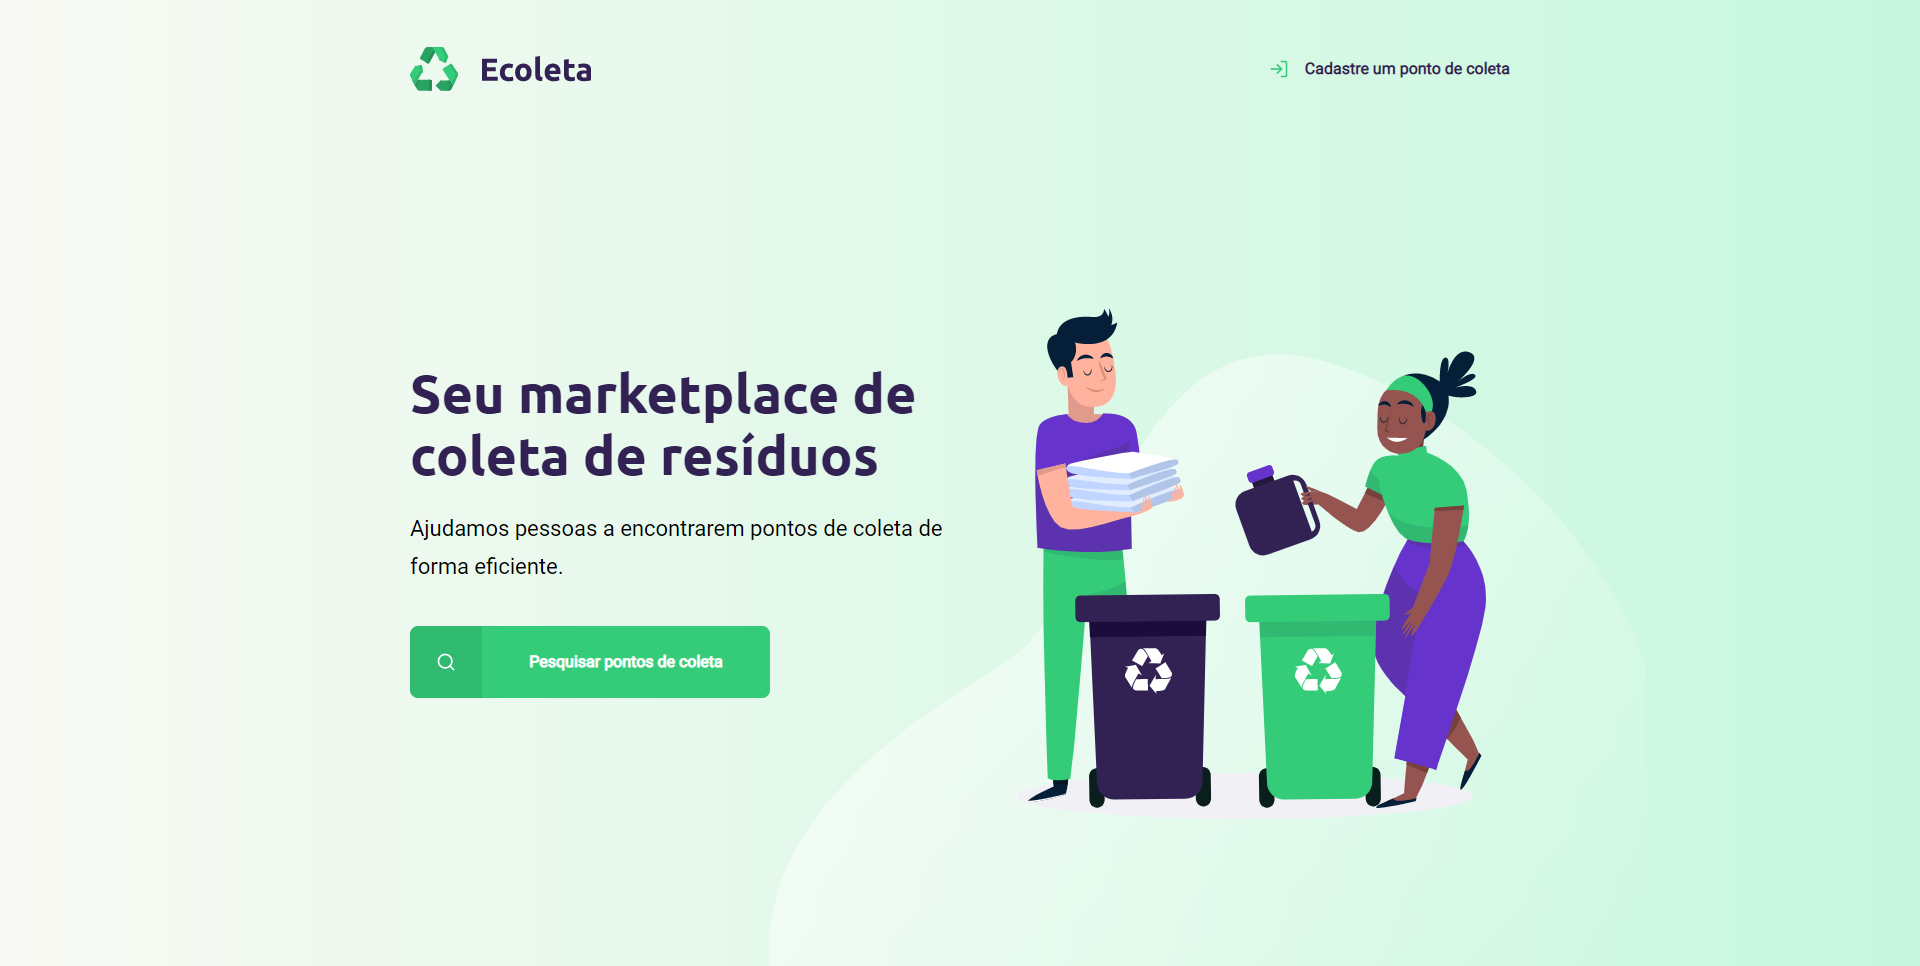 Ecoleta
Cadastre um ponto de coleta
Seu marketplace de
coleta de resíduos
Ajudamos pessoas a encontrarem pontos de coleta de
forma eficiente.
Pesquisar pontos de coleta